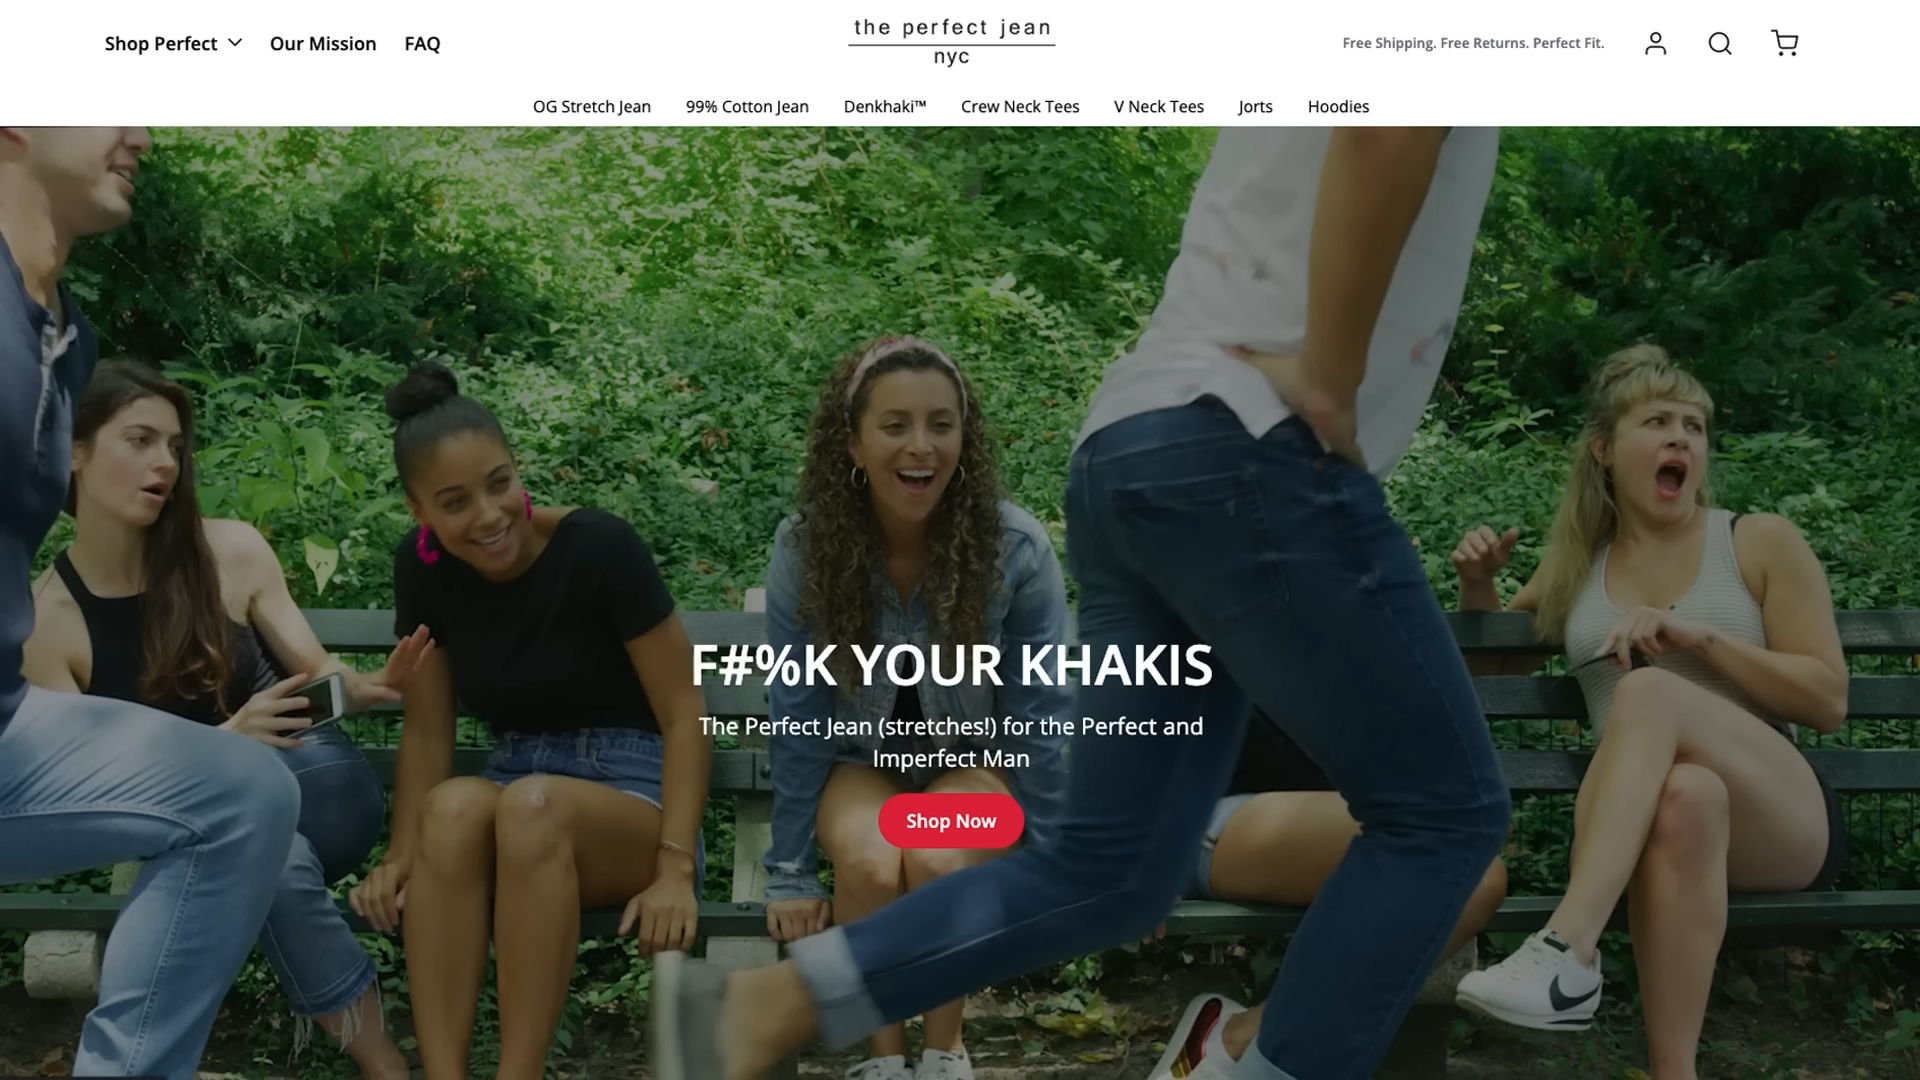 Shop Perfect
Our Mission
FAQ
the perfect jean
nyc
Free Shipping. Free Returns. Perfect Fit.
OG Stretch Jean
99% Cotton Jean
Denkhaki™
Crew Neck Tees
V Neck Tees
Jorts
Hoodies
F#%K YOUR KHAKIS
The Perfect Jean (stretches!) for the Perfect and
Imperfect Man
Shop Now